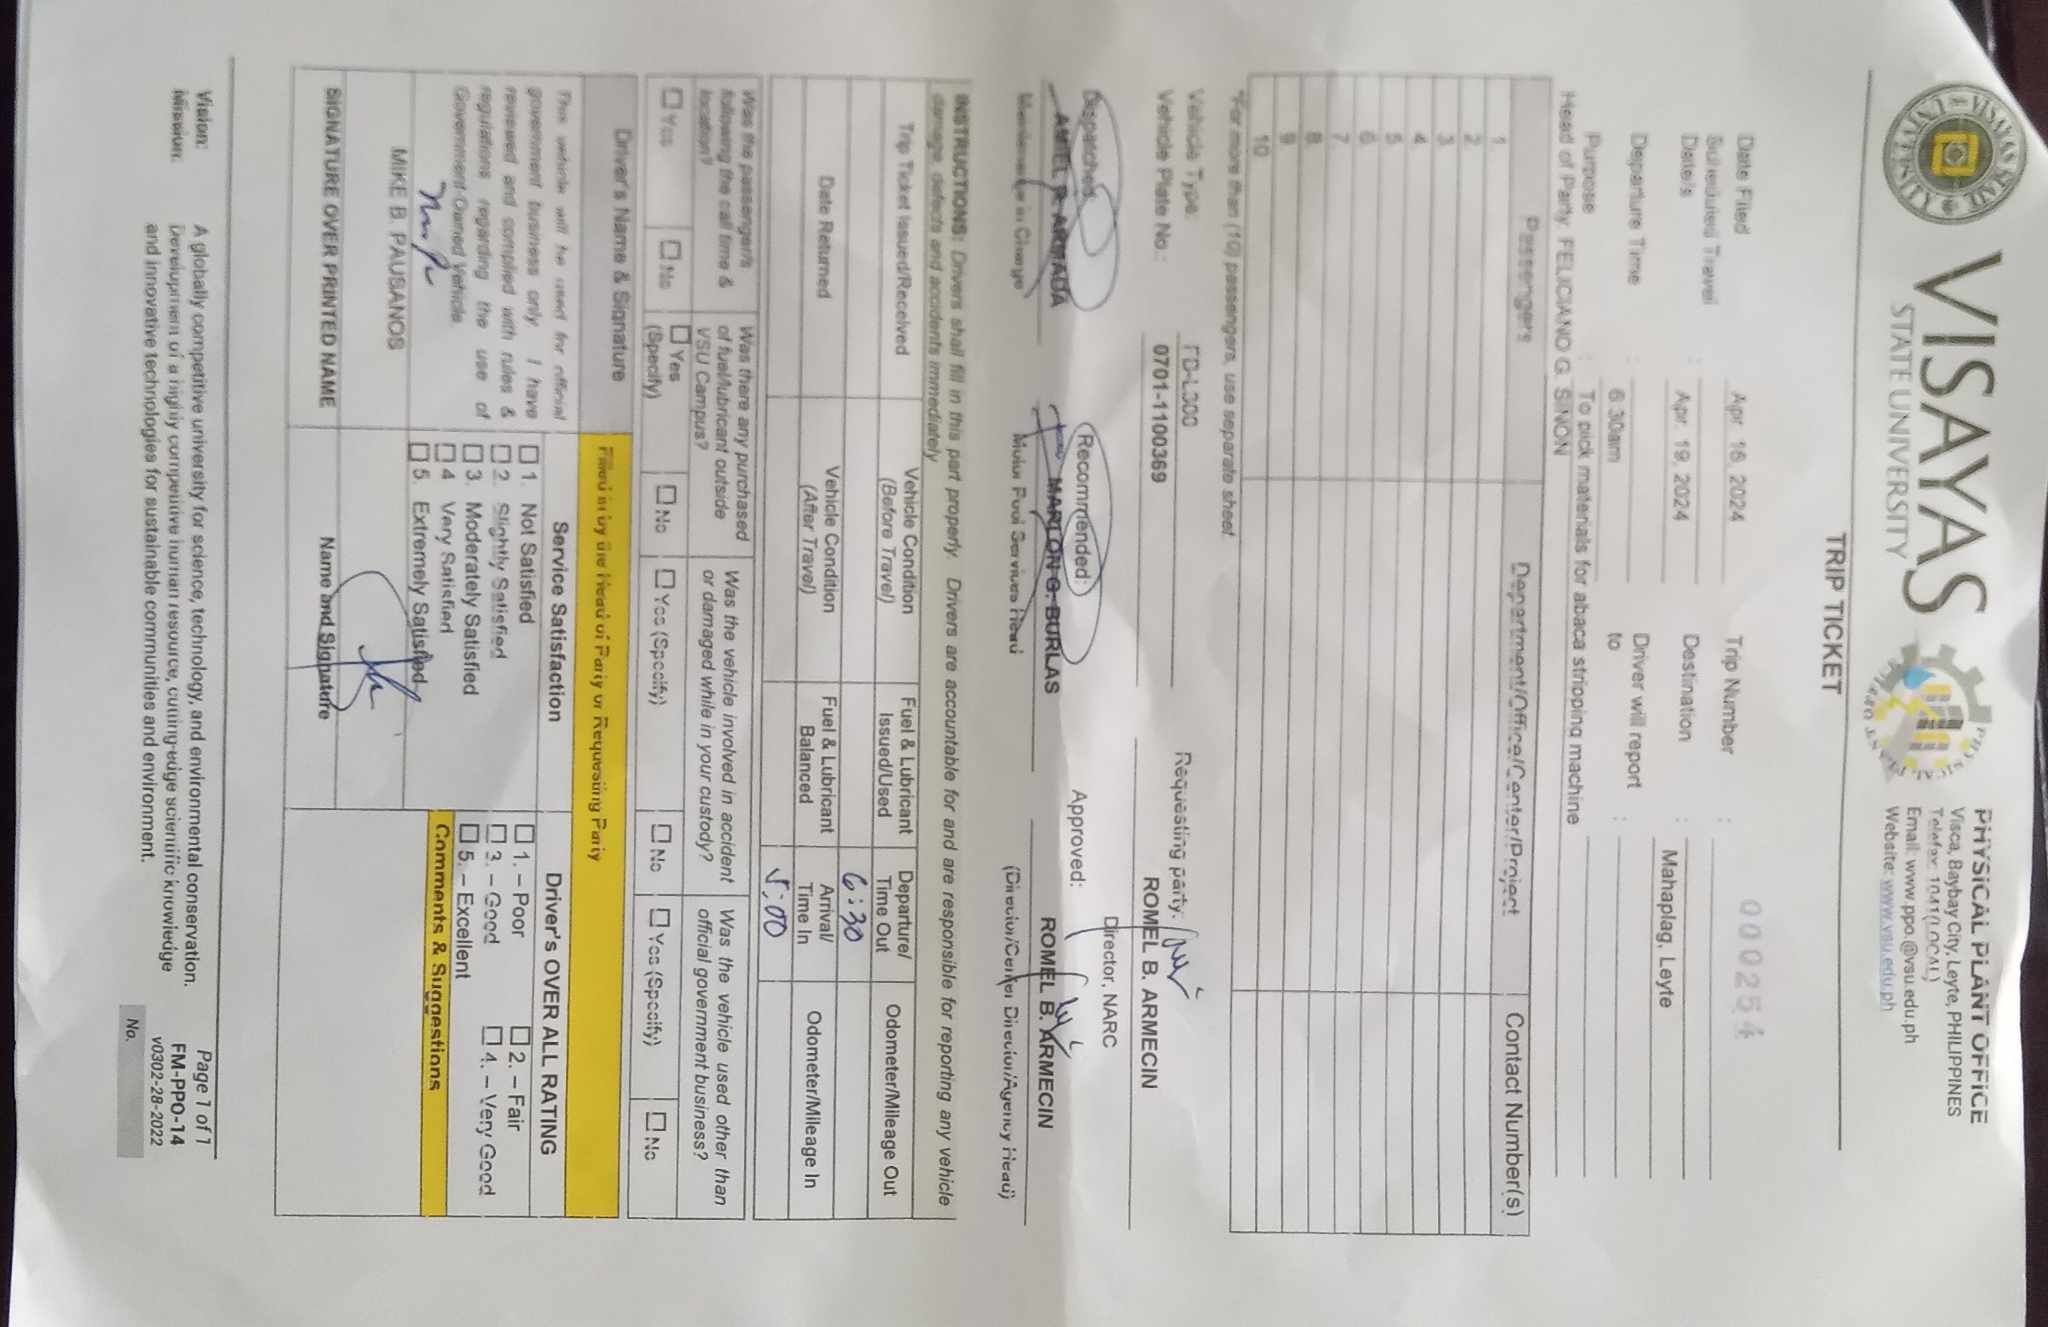 VISAYAS
STATE UNIVERSITY
PHYSICAL PLANT OFFICE
Visca, Baybay City, Leyte, PHILIPPINES
Telefax: 1041(LOCAL)
Email: www.ppo.@vsu.edu.ph
Website: www.vsu.edu.ph
TRIP TICKET
Date Filed : Apr. 16, 2024 Trip Number : 000254
Scheduled Travel Date/s : Apr. 19, 2024 Destination : Mahaplag, Leyte
Departure Time : 6:30am Driver will report to :
Purpose : To pick materials for abaca stripping machine
Head of Party: FELICIANO G. SINON
Passengers Department/Office/Center/Project Contact Number(s)
1
2
3
4
5
6
7
8
9
10
*For more than (10) passengers, use separate sheet
Vehicle Type: FD-L300 Requesting party:
Vehicle Plate No.: 0701-1100369 ROMEL B. ARMECIN
Director, NARC
Dispatched: Recommended: Approved:
ARMADA MARLON G. BURLAS ROMEL B. ARMECIN
Maintenance in Charge Motor Pool Services Head (Director/Center Director/Agency Head)
INSTRUCTIONS: Drivers shall fill in this part properly. Drivers are accountable for and are responsible for reporting any vehicle
damage, defects and accidents immediately
Trip Ticket Issued/Received Vehicle Condition (Before Travel) Fuel & Lubricant Issued/Used Departure/ Time Out Odometer/Mileage Out
6:30
Date Returned Vehicle Condition (After Travel) Fuel & Lubricant Balanced Arrival/ Time In Odometer/Mileage In
5:00
Was the passenger/s following the call time & location? Was there any purchased of fuel/lubricant outside VSU Campus? Was the vehicle involved in accident or damaged while in your custody? Was the vehicle used other than official government business?
Yes No Yes (Specify) No Yes (Specify) No Yes (Specify) No
Driver's Name & Signature Filled in by the Head of Party or Requesting Party
This vehicle will be used for official
government business only. I have
reviewed and complied with rules &
regulations regarding the use of
Government Owned Vehicle.
MIKE B. PAUSANOS
SIGNATURE OVER PRINTED NAME
Service Satisfaction
1. Not Satisfied
2. Slightly Satisfied
3. Moderately Satisfied
4. Very Satisfied
5. Extremely Satisfied
Name and Signature
Driver's OVER ALL RATING
1. – Poor 2. – Fair
3. – Good 4. – Very Good
5. – Excellent
Comments & Suggestions
Vision: A globally competitive university for science, technology, and environmental conservation.
Mission: Development of a highly competitive human resource, cutting-edge scientific knowledge
and innovative technologies for sustainable communities and environment.
Page 1 of 1
FM-PPO-14
v0302-28-2022
No.